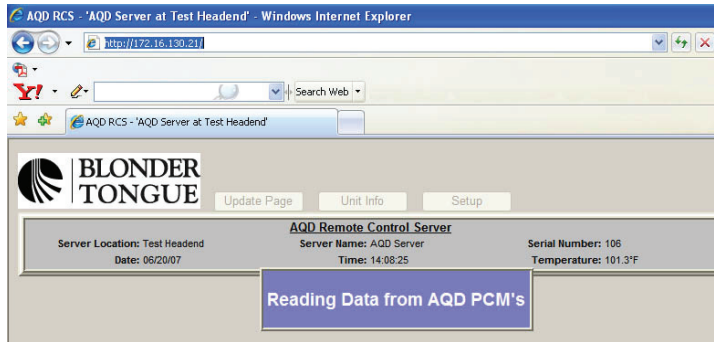 AQD RCS - 'AQD Server at Test Headend' - Windows Internet Explorer
http://172.16.130.21/
Y! Search Web
AQD RCS - 'AQD Server at Test Headend'
BLONDER
TONGUE
Update Page Unit Info Setup
AQD Remote Control Server
Server Location: Test Headend Server Name: AQD Server Serial Number: 106
Date: 06/20/07 Time: 14:08:25 Temperature: 101.3°F
Reading Data from AQD PCM's